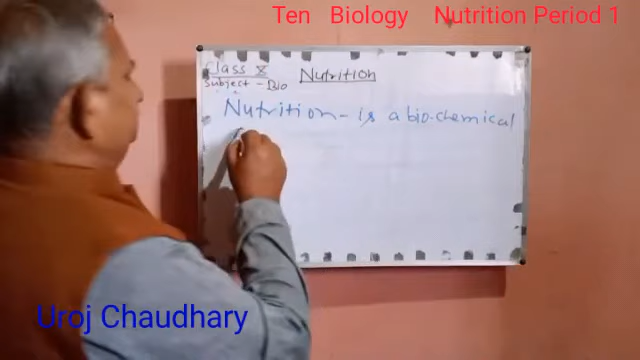 Ten Biology Nutrition Period 1
Class X
Subject - Bio
Nutrition
Nutrition - is a bio-chemical
Uroj Chaudhary